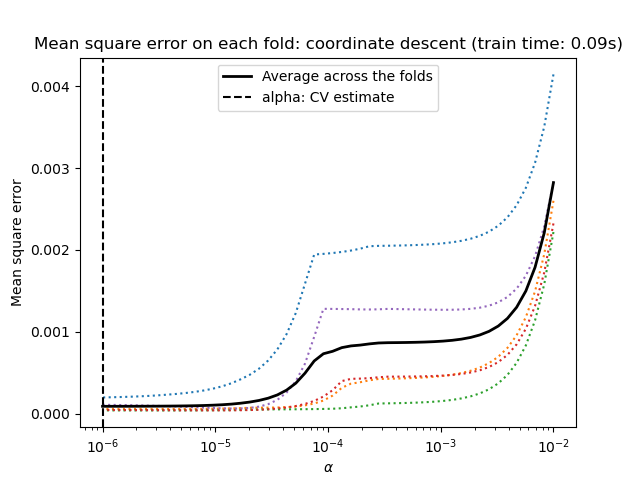 Mean square error on each fold: coordinate descent (train time: 0.09s)
Average across the folds
alpha: CV estimate
Mean square error
0.004
0.003
0.002
0.001
0.000
10⁻⁶
10⁻⁵
10⁻⁴
10⁻³
10⁻²
α